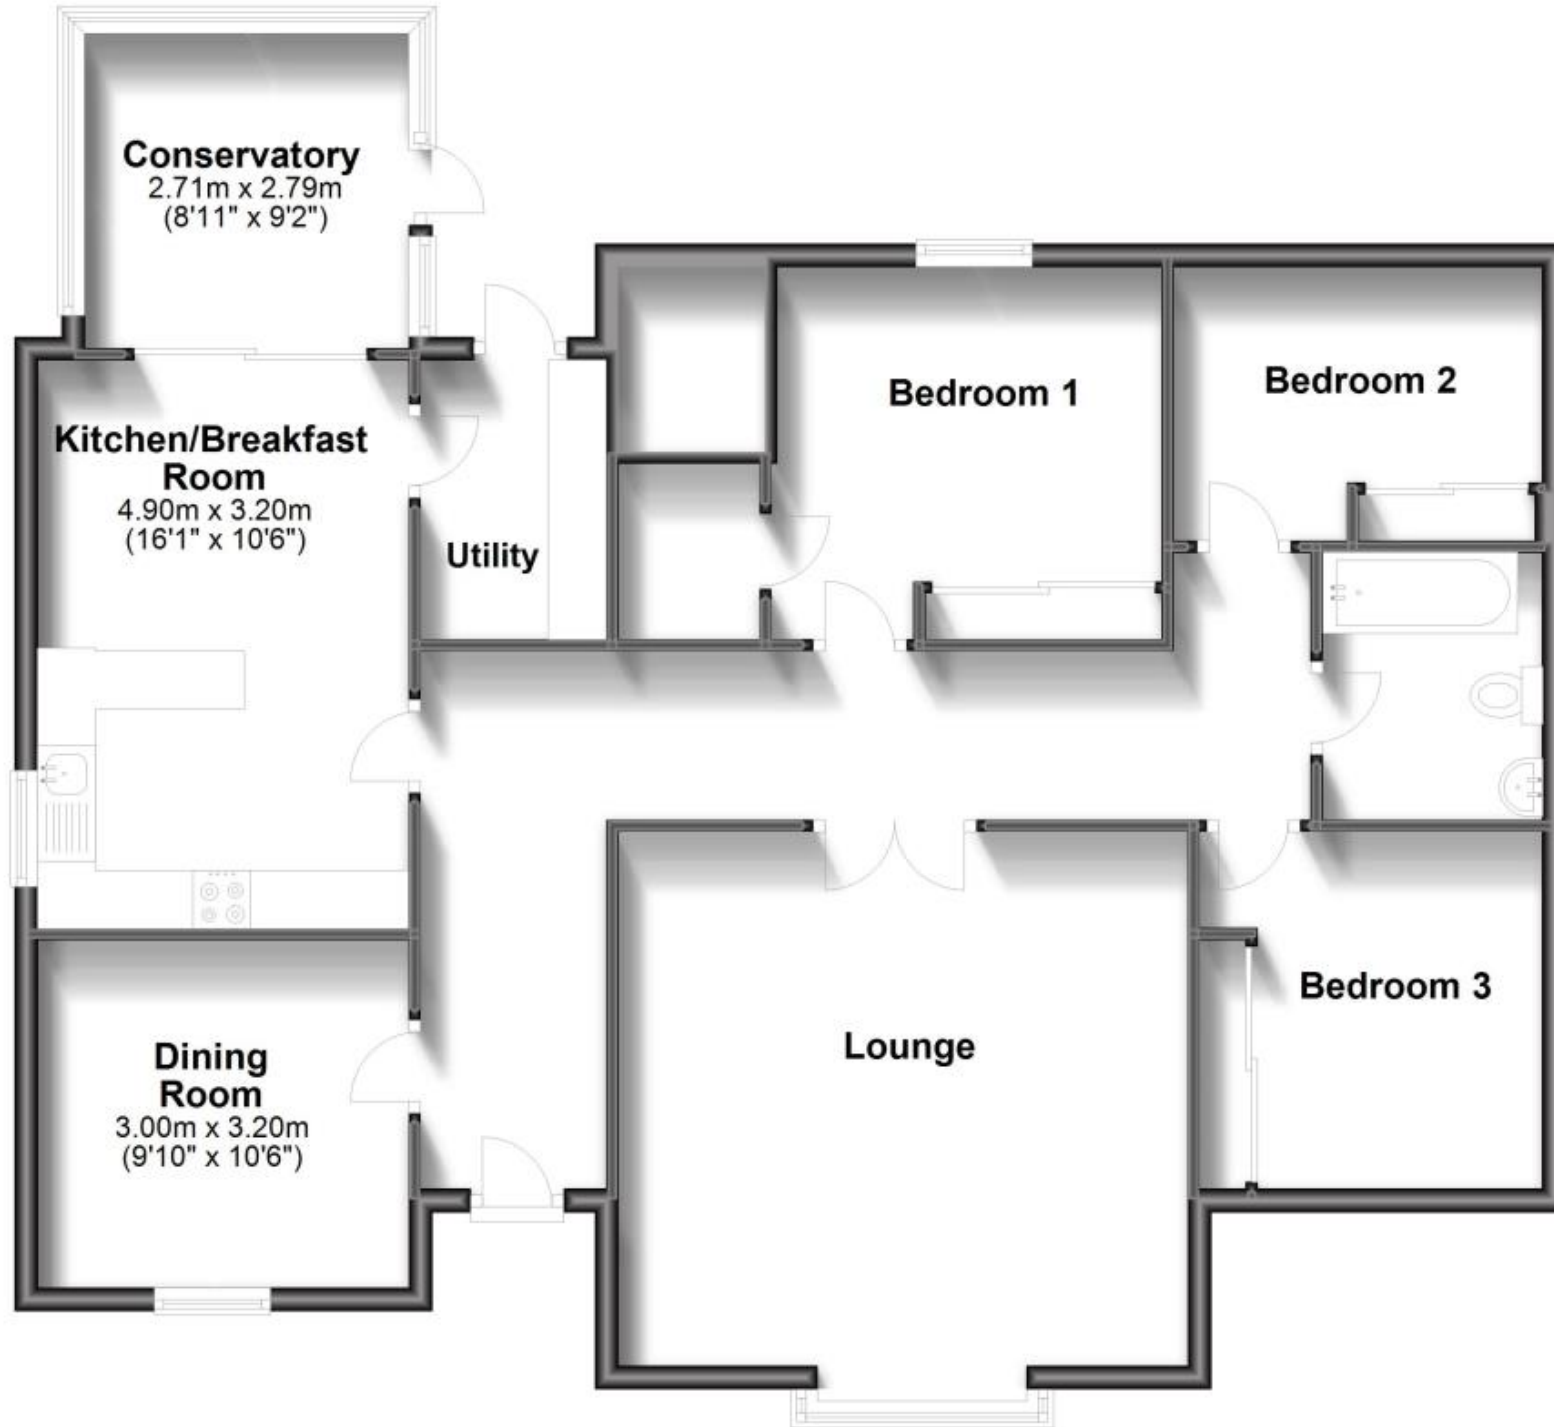 Conservatory
2.71m x 2.79m
(8'11" x 9'2")
Bedroom 1
Bedroom 2
Kitchen/Breakfast
Room
4.90m x 3.20m
(16'1" x 10'6")
Utility
Bedroom 3
Lounge
Dining
Room
3.00m x 3.20m
(9'10" x 10'6")